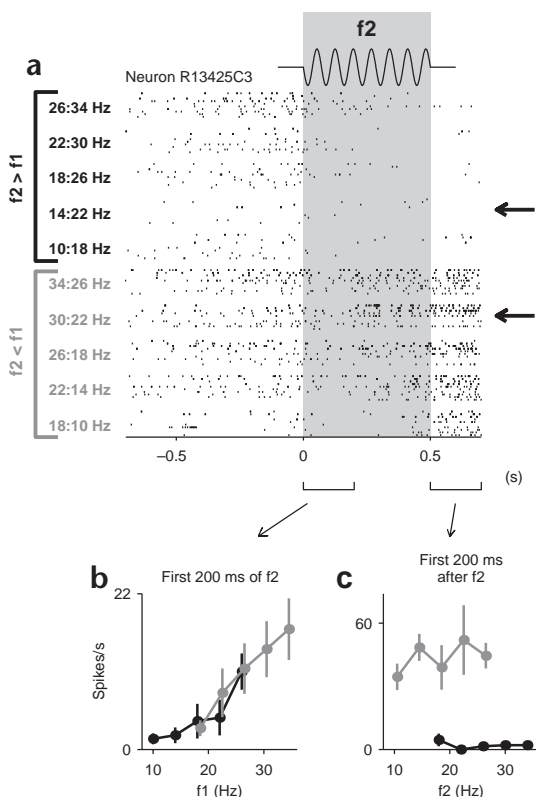 f2
a
Neuron R13425C3
f2 > f1
26:34 Hz
22:30 Hz
18:26 Hz
14:22 Hz
10:18 Hz
f2 < f1
34:26 Hz
30:22 Hz
26:18 Hz
22:14 Hz
18:10 Hz
–0.5 0 0.5
(s)
b
First 200 ms of f2
22
Spikes/s
0
10 20 30
f1 (Hz)
c
First 200 ms
after f2
60
0
10 20 30
f2 (Hz)